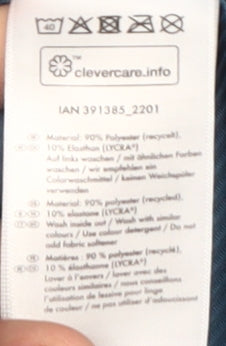 40
clevercare.info
IAN 391385_2201
Material: 90% Polyester (recycelt),
10% Elasthan (LYCRA®)
Auf links waschen / mit ähnlichen Farben
waschen / wir empfehlen ein
Colorwaschmittel / keinen Weichspüler
verwenden
Material: 90% polyester (recycled),
10% elastane (LYCRA®)
Wash inside out / Wash with similar
colours / Use colour detergent / Do not
add fabric softener
Matières : 90 % polyester (recyclé),
10 % élasthanne (LYCRA®)
Laver à l'envers / laver avec des
couleurs similaires / nous conseillons
l'utilisation de lessive pour linge
de couleur / ne pas utiliser d'adoucissant